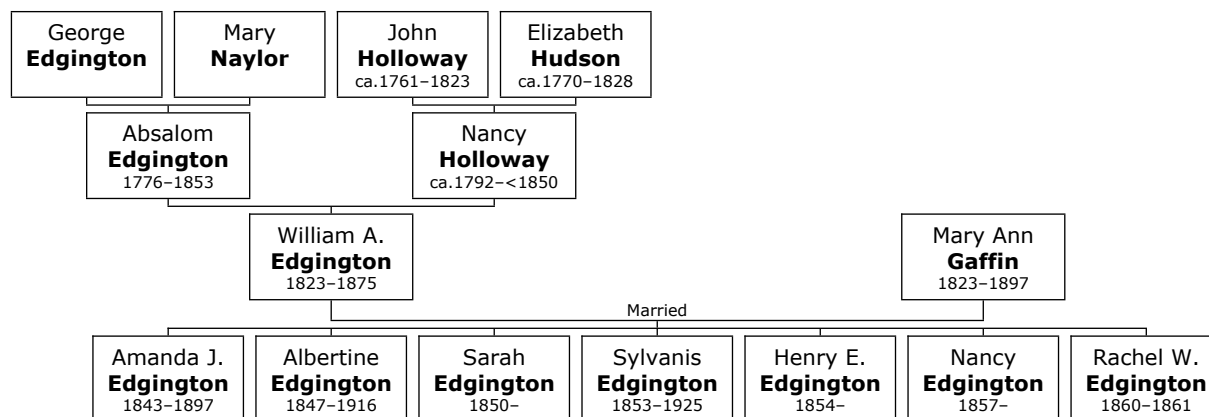 George
Edgington
Mary
Naylor
John
Holloway
ca.1761–1823
Elizabeth
Hudson
ca.1770–1828
Absalom
Edgington
1776–1853
Nancy
Holloway
ca.1792–<1850
William A.
Edgington
1823–1875
Mary Ann
Gaffin
1823–1897
Married
Amanda J.
Edgington
1843–1897
Albertine
Edgington
1847–1916
Sarah
Edgington
1850–
Sylvanis
Edgington
1853–1925
Henry E.
Edgington
1854–
Nancy
Edgington
1857–
Rachel W.
Edgington
1860–1861